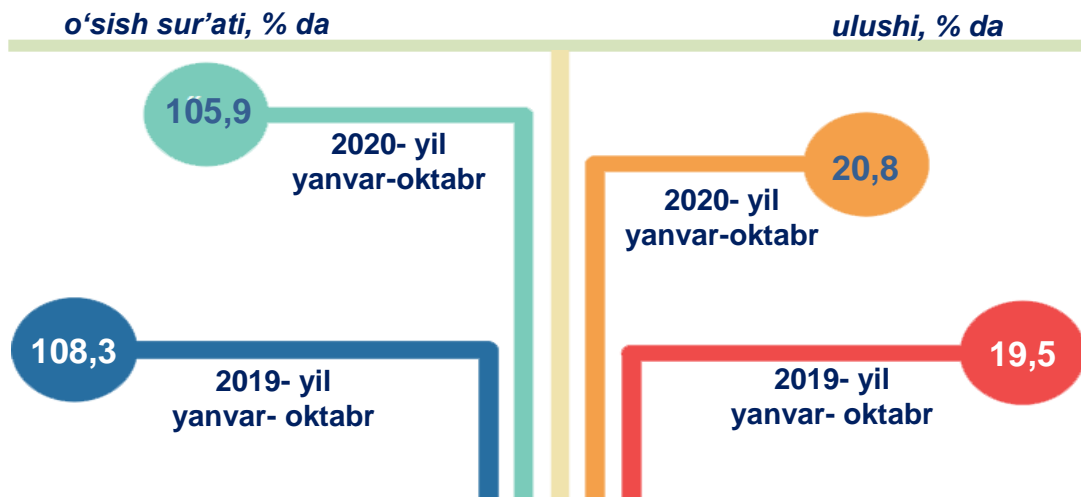 o‘sish sur’ati, % da
ulushi, % da
105,9
2020- yil
yanvar-oktabr
20,8
2020- yil
yanvar-oktabr
108,3
2019- yil
yanvar- oktabr
19,5
2019- yil
yanvar- oktabr